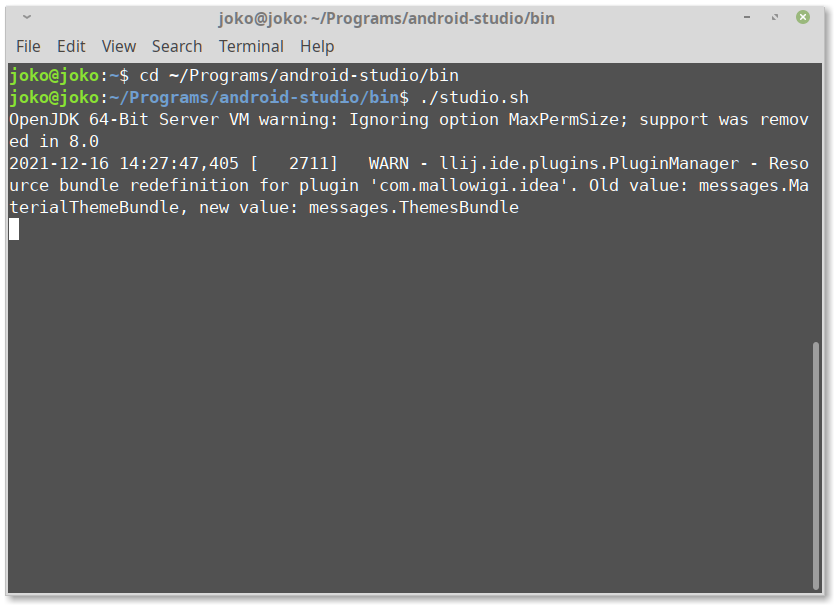 joko@joko: ~/Programs/android-studio/bin
File Edit View Search Terminal Help
joko@joko:~$ cd ~/Programs/android-studio/bin
joko@joko:~/Programs/android-studio/bin$ ./studio.sh
OpenJDK 64-Bit Server VM warning: Ignoring option MaxPermSize; support was remov
ed in 8.0
2021-12-16 14:27:47,405 [   2711]   WARN - llij.ide.plugins.PluginManager - Reso
urce bundle redefinition for plugin 'com.mallowigi.idea'. Old value: messages.Ma
terialThemeBundle, new value: messages.ThemesBundle